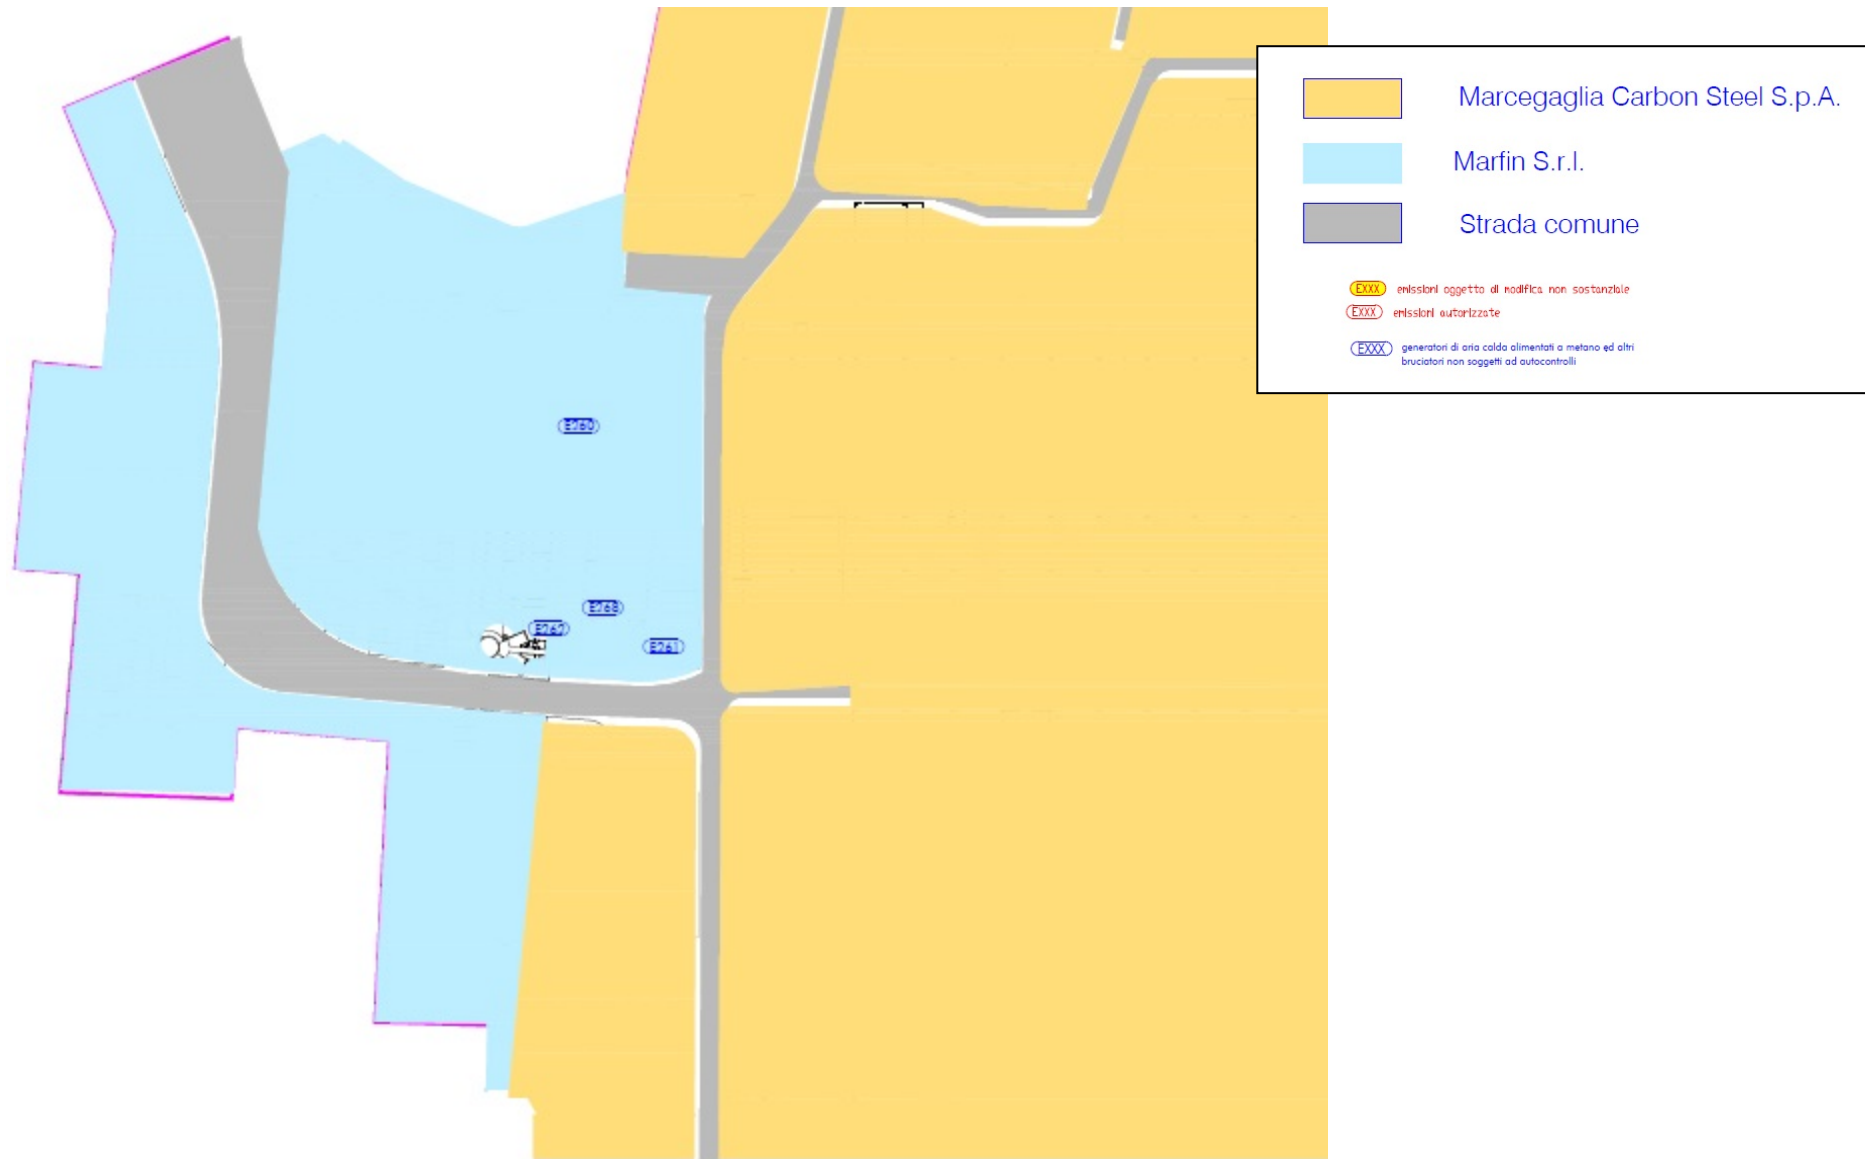 Marcegaglia Carbon Steel S.p.A.
Marfin S.r.l.
Strada comune
EXXX emissioni oggetto di modifica non sostanziale
EXXX emissioni autorizzate
EXXX generatori di aria calda alimentati a metano ed altri
bruciatori non soggetti ad autocontrolli
E260
E268
E262
E261